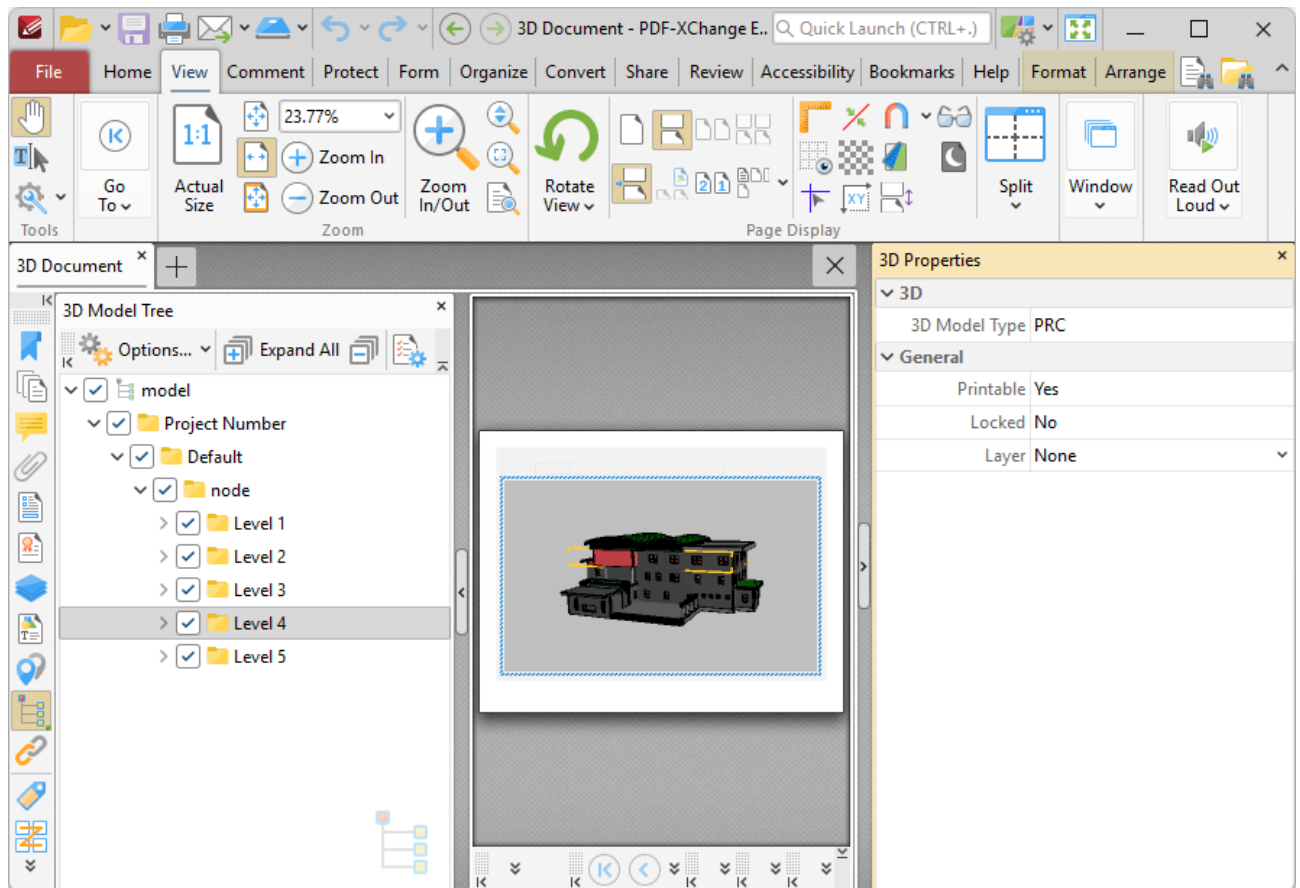 3D Document - PDF-XChange E..
Quick Launch (CTRL+.)
File Home View Comment Protect Form Organize Convert Share Review Accessibility Bookmarks Help Format Arrange
23.77%
1:1
Zoom In
Zoom Out
Go To
Actual Size
Zoom In/Out
Rotate View
Split
Window
Read Out Loud
Tools
Zoom
Page Display
3D Document
3D Properties
3D Model Tree
3D
3D Model Type PRC
Options...
Expand All
General
model
Printable Yes
Project Number
Locked No
Default
Layer None
node
Level 1
Level 2
Level 3
Level 4
Level 5